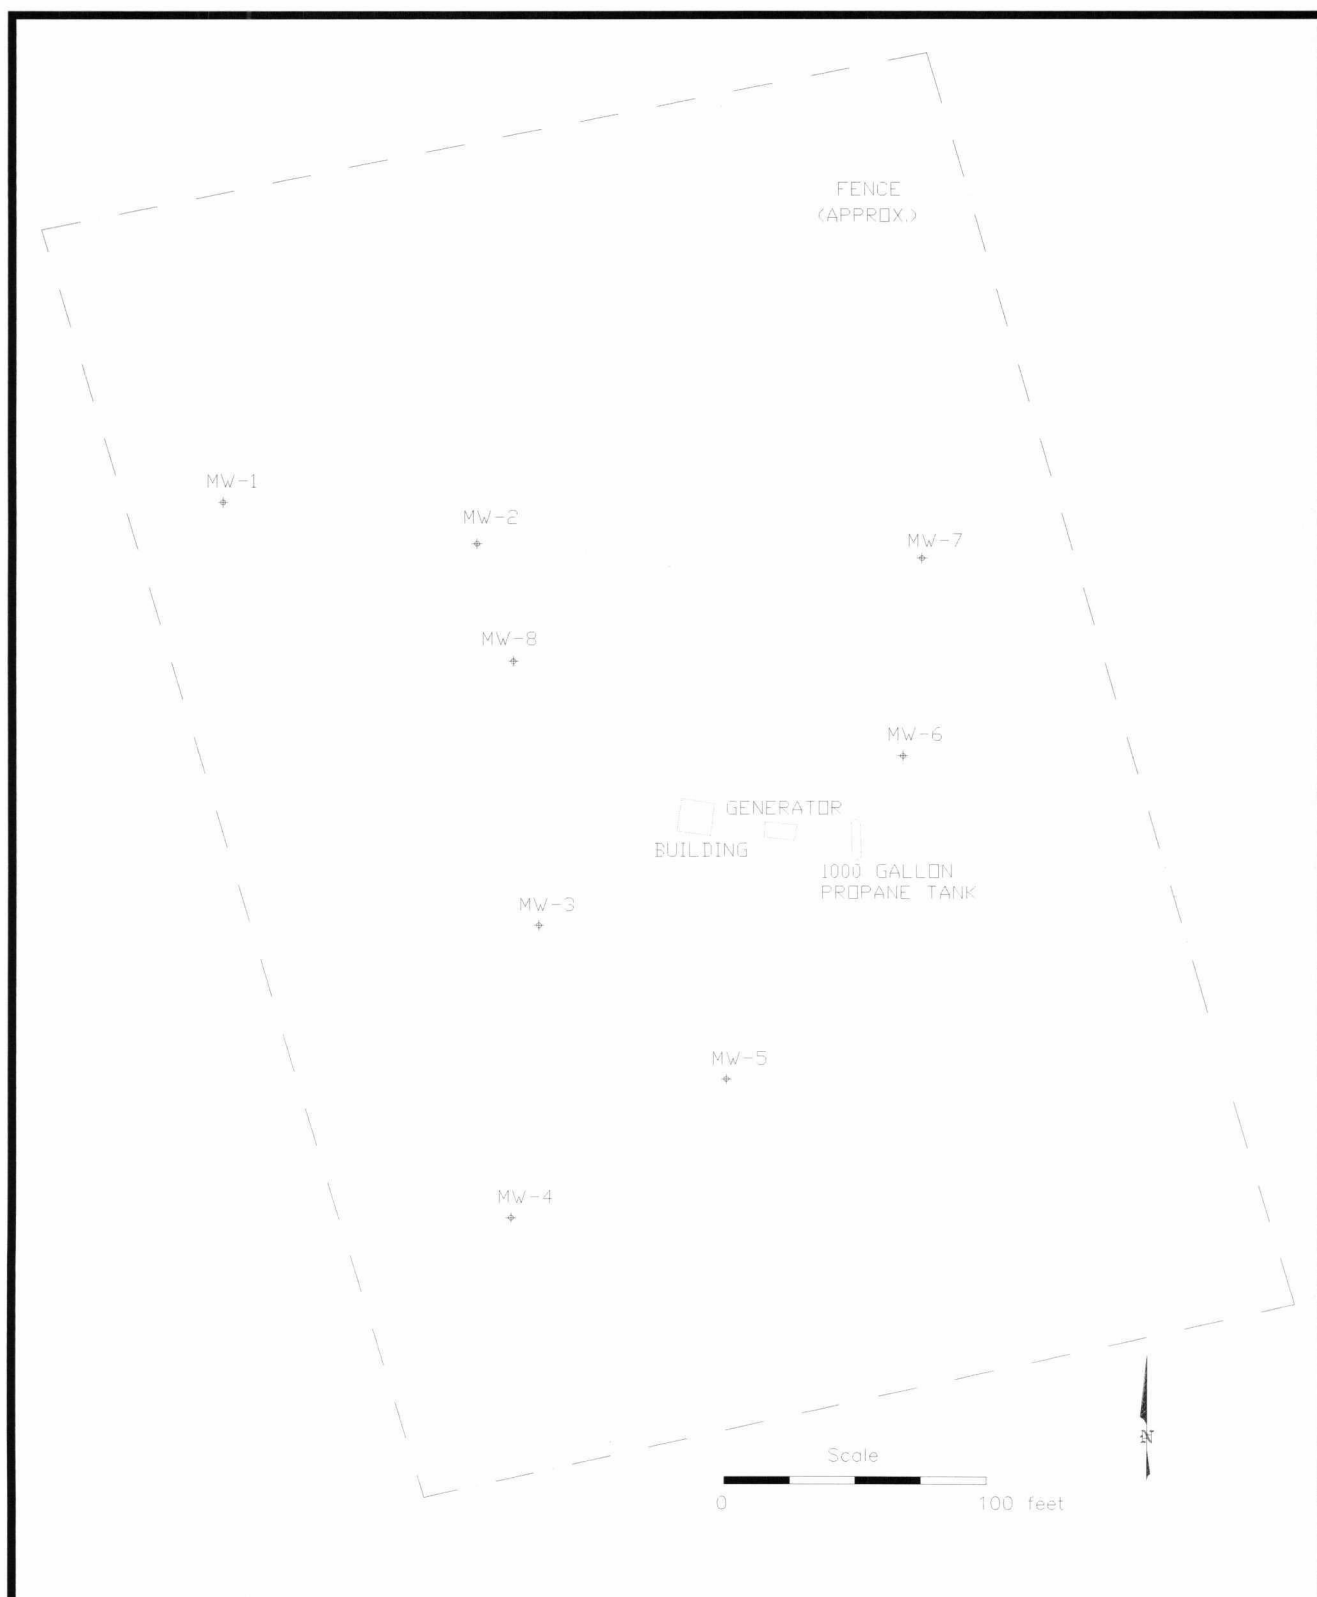 FENCE
(APPROX.)
MW-1
MW-2
MW-7
MW-8
MW-6
GENERATOR
BUILDING
1000 GALLON
PROPANE TANK
MW-3
MW-5
MW-4
N
Scale
0 100 feet